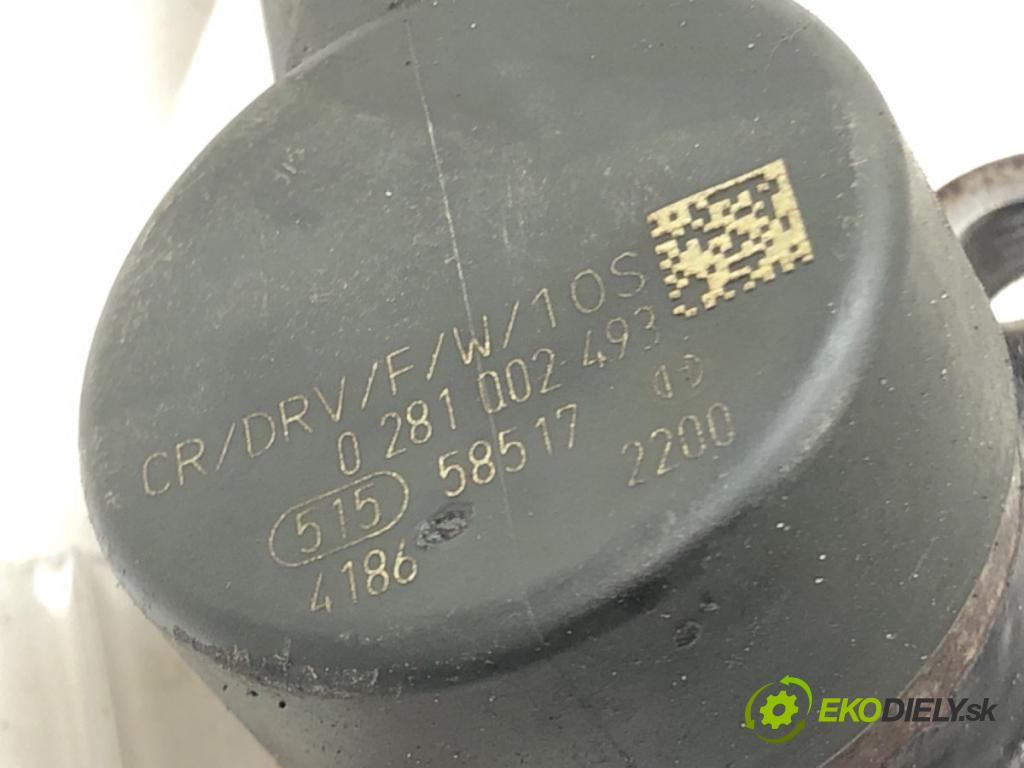 CR/DRV/F/W/10S
0 281 002 493
515 58517
4186 2200
EKODIELY.sk